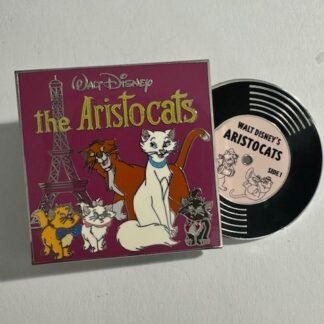 Walt Disney
the Aristocats
WALT DISNEY'S
ARISTOCATS
SIDE 1